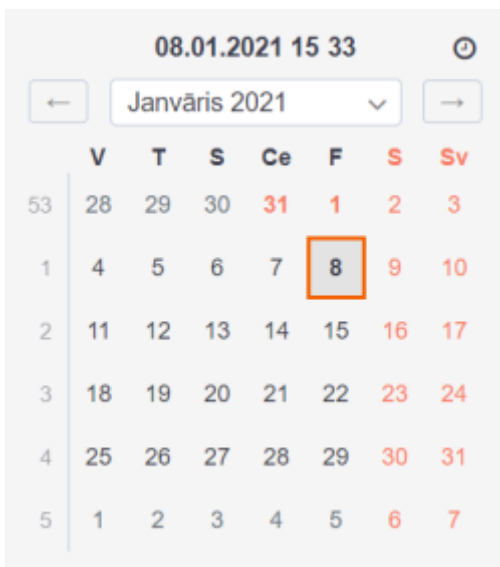 08.01.2021 15 33
← Janvāris 2021 →
V T S Ce F S Sv
53 28 29 30 31 1 2 3
1 4 5 6 7 8 9 10
2 11 12 13 14 15 16 17
3 18 19 20 21 22 23 24
4 25 26 27 28 29 30 31
5 1 2 3 4 5 6 7